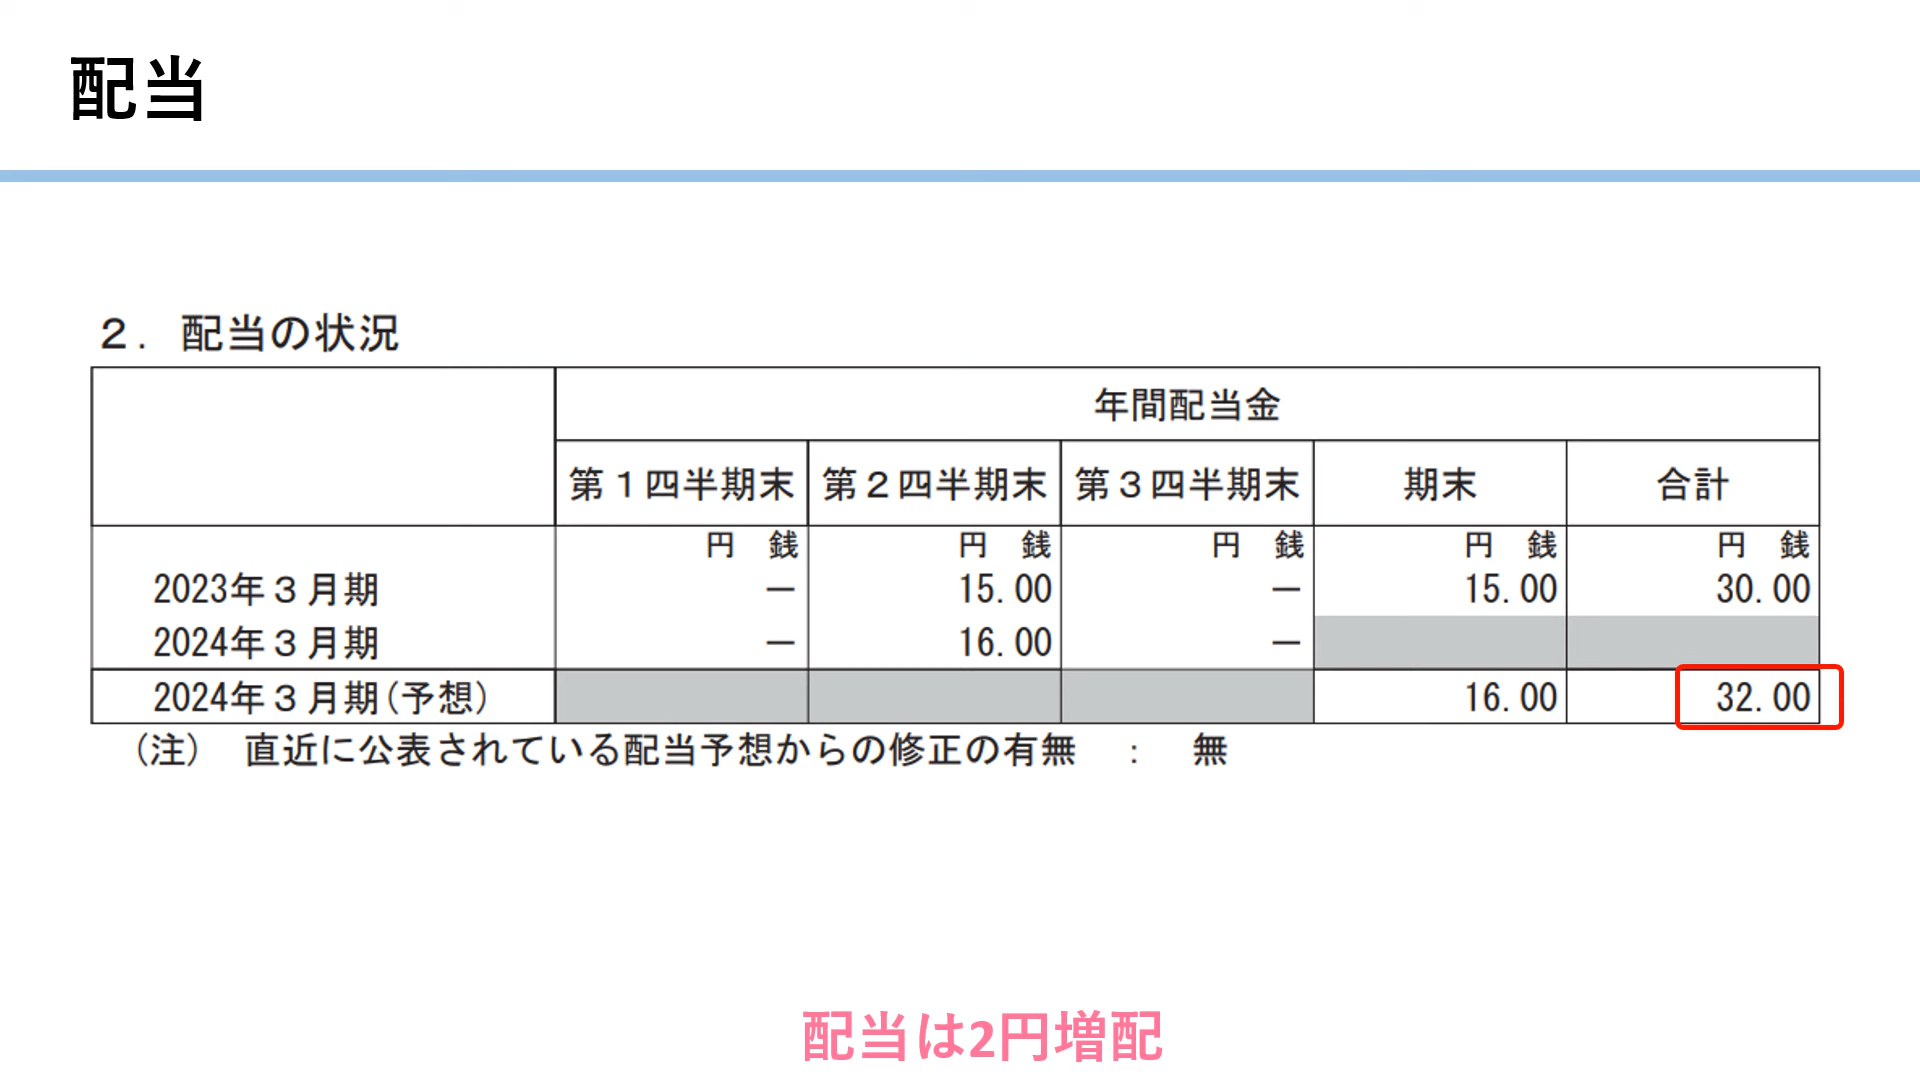 配当
２．配当の状況
年間配当金
第１四半期末 第２四半期末 第３四半期末 期末 合計
円 銭 円 銭 円 銭 円 銭 円 銭
2023年３月期 － 15.00 － 15.00 30.00
2024年３月期 － 16.00 －
2024年３月期(予想) 16.00 32.00
（注） 直近に公表されている配当予想からの修正の有無 ： 無
配当は2円増配